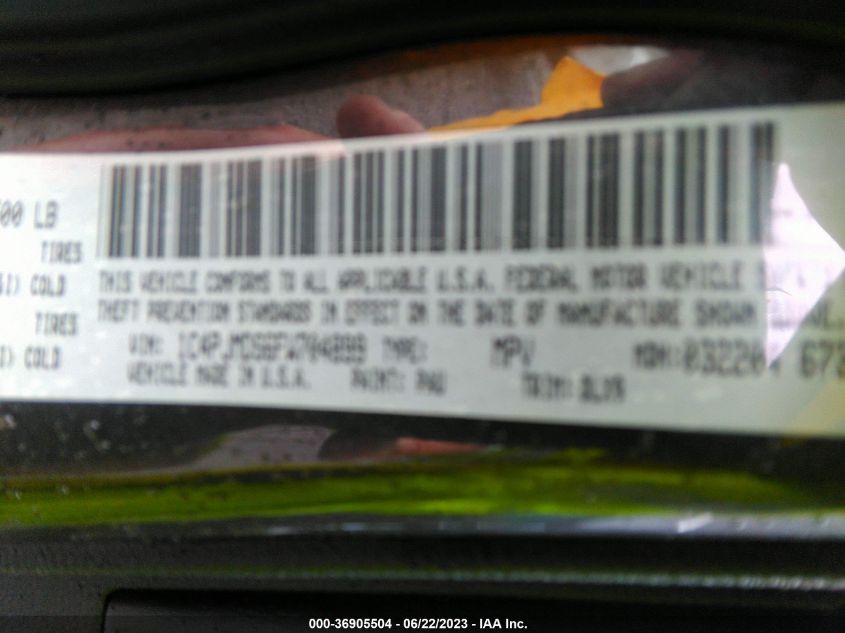 00 LB
TIRES
SI) COLD
TIRES
I) COLD
THIS VEHICLE CONFORMS TO ALL APPLICABLE U.S.A. FEDERAL MOTOR VEHICLE
THEFT PREVENTION STANDARDS IN EFFECT ON THE DATE OF MANUFACTURE SHOWN
VIN: TYPE: MPV MDH:
VEHICLE MADE IN U.S.A. PAINT: PAU TRIM:
000-36905504 - 06/22/2023 - IAA Inc.